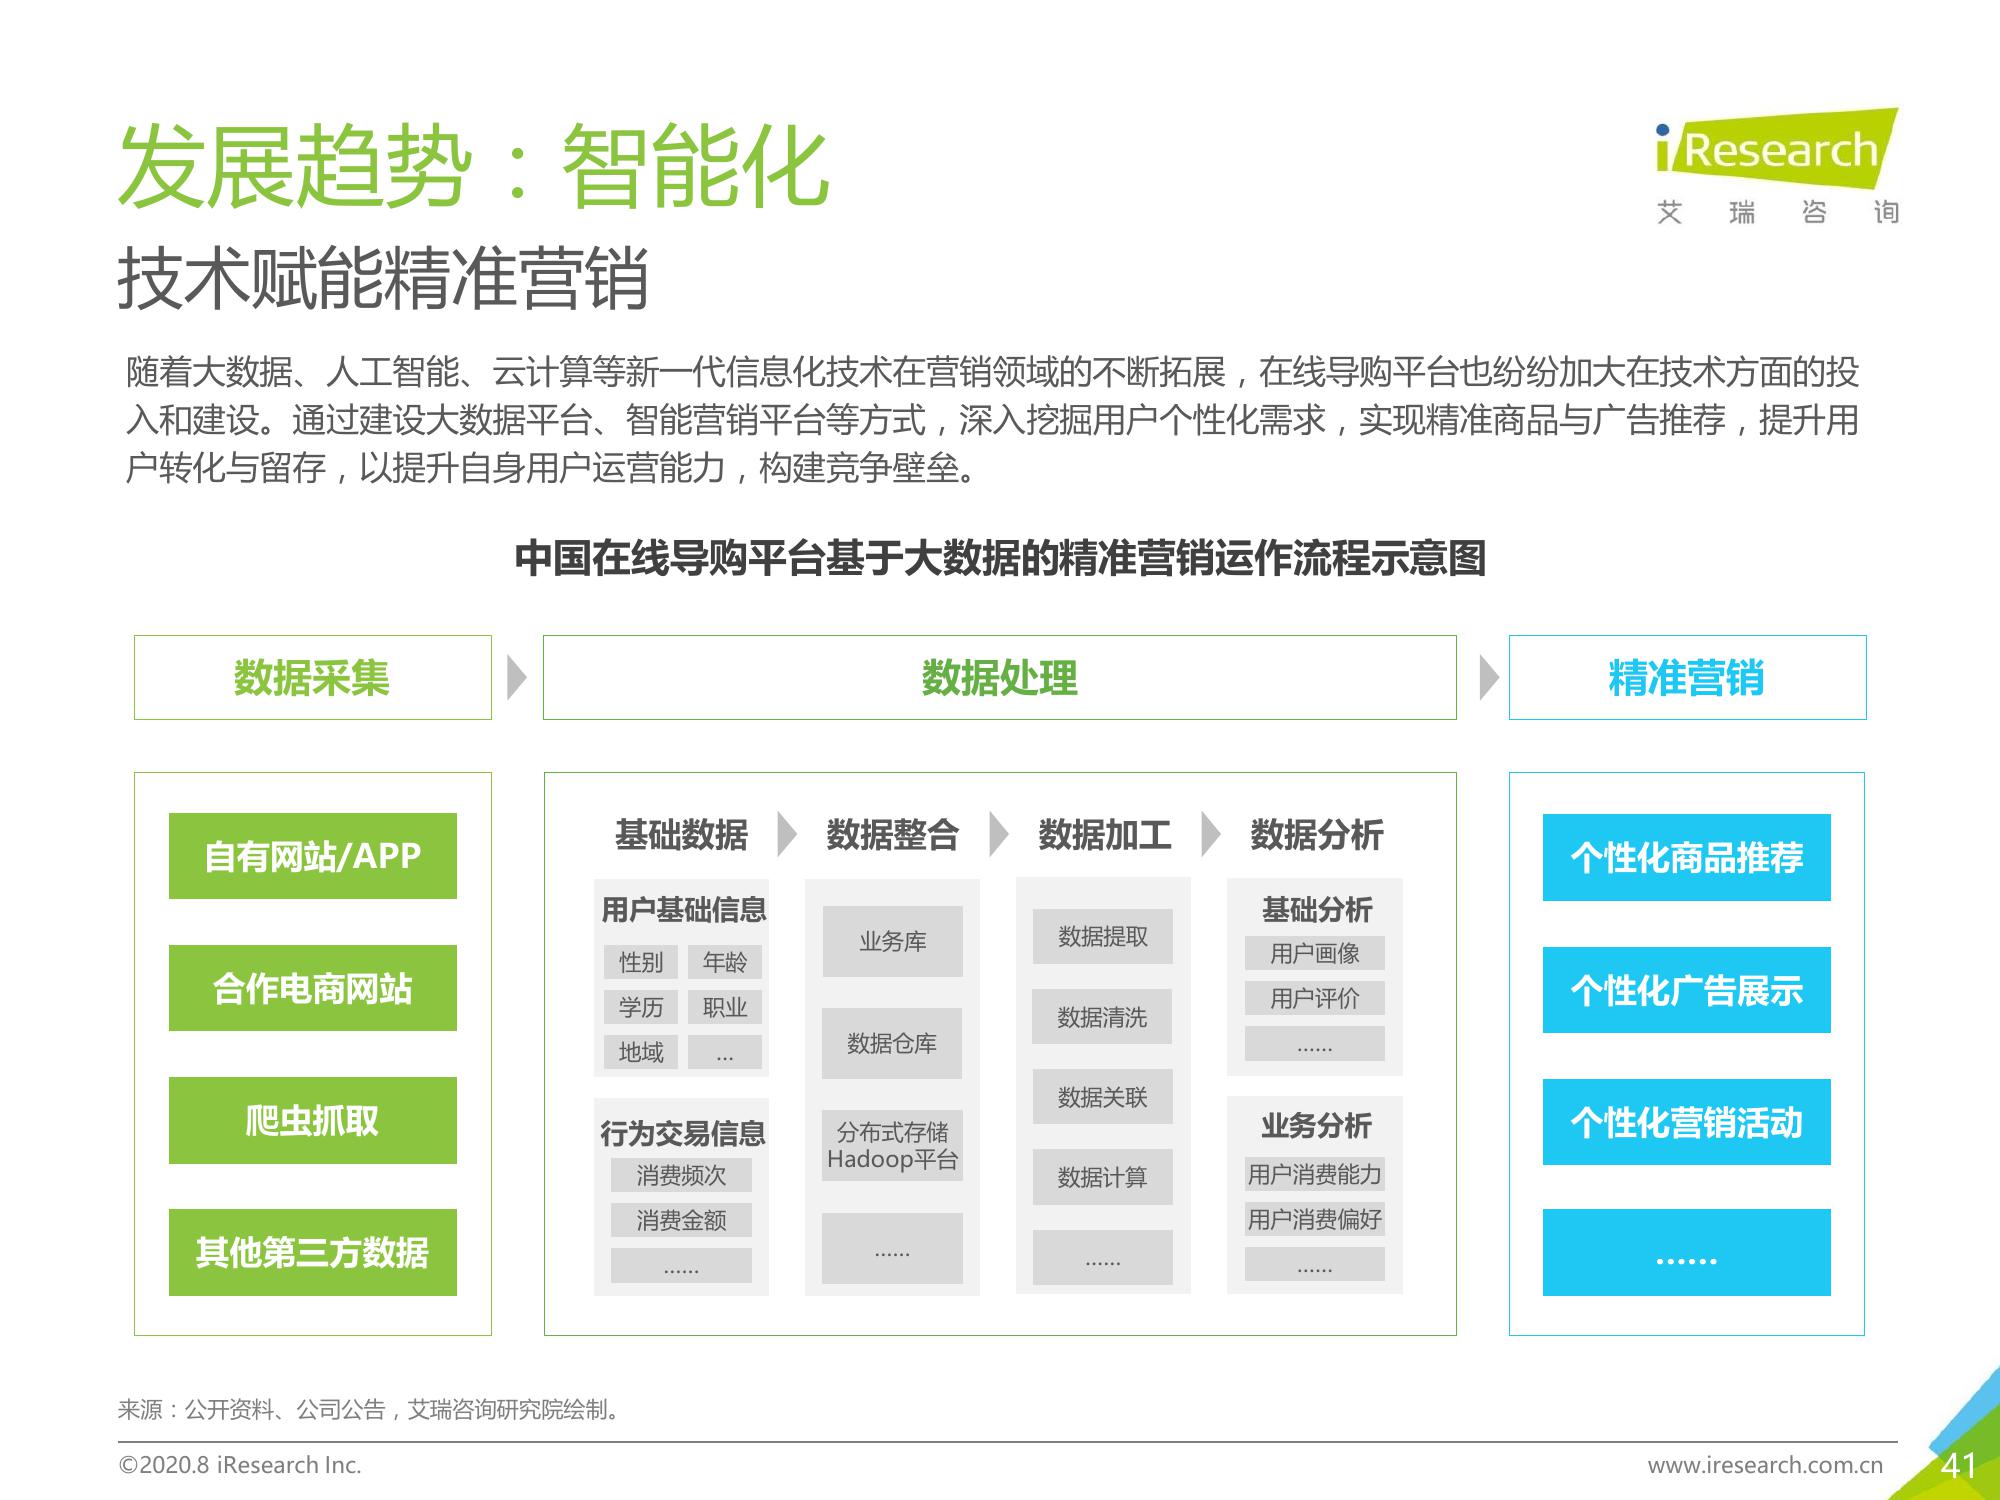 发展趋势：智能化
iResearch
艾瑞咨询
技术赋能精准营销
随着大数据、人工智能、云计算等新一代信息化技术在营销领域的不断拓展，在线导购平台也纷纷加大在技术方面的投
入和建设。通过建设大数据平台、智能营销平台等方式，深入挖掘用户个性化需求，实现精准商品与广告推荐，提升用
户转化与留存，以提升自身用户运营能力，构建竞争壁垒。
中国在线导购平台基于大数据的精准营销运作流程示意图
数据采集
数据处理
精准营销
自有网站/APP
合作电商网站
爬虫抓取
其他第三方数据
基础数据
用户基础信息
性别
年龄
学历
职业
地域
...
行为交易信息
消费频次
消费金额
......
数据整合
业务库
数据仓库
分布式存储
Hadoop平台
......
数据加工
数据提取
数据清洗
数据关联
数据计算
......
数据分析
基础分析
用户画像
用户评价
......
业务分析
用户消费能力
用户消费偏好
......
个性化商品推荐
个性化广告展示
个性化营销活动
......
来源：公开资料、公司公告，艾瑞咨询研究院绘制。
©2020.8 iResearch Inc.
www.iresearch.com.cn
41